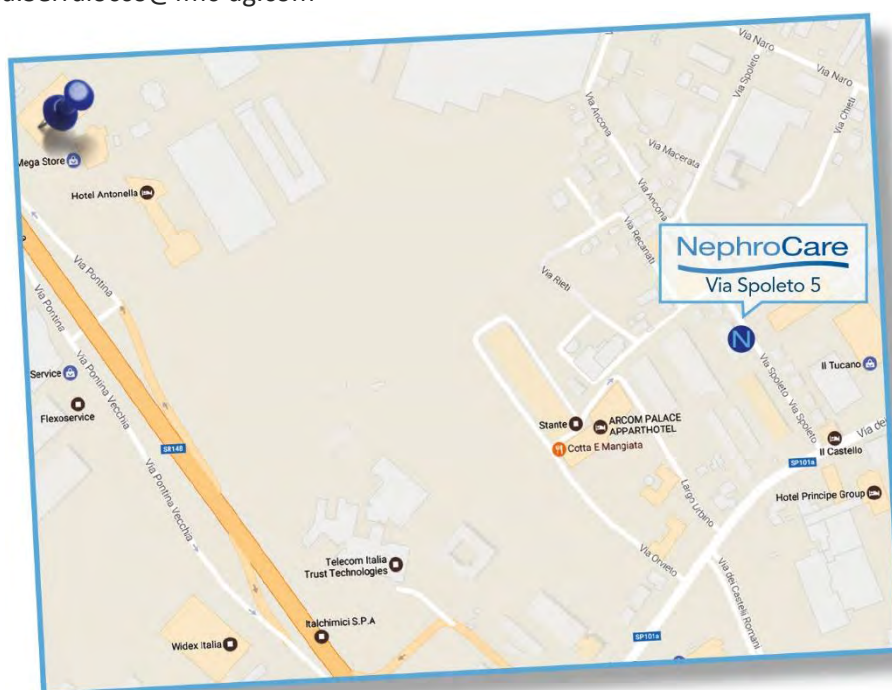 Via Naro
Via Naro
Via Spoleto
Via Chieti
Via Ancona
Via Macerata
Mega Store
Hotel Antonella
Via Ancona
Via Recanati
NephroCare
Via Spoleto 5
Via Pontina
Via Rieti
N
Via Pontina
Service
Flexoservice
Via Pontina Vecchia
Via Spoleto
Via Spoleto
Il Tucano
Stante
ARCOM PALACE
APPARTHOTEL
Cotta E Mangiata
SR148
Il Castello
SP101a
Hotel Principe Group
Via Pontina Vecchia
Largo Urbino
Telecom Italia
Trust Technologies
Via Orvieto
Via dei Castelli Romani
Italchimici S.P.A
Widex Italia
SP101a